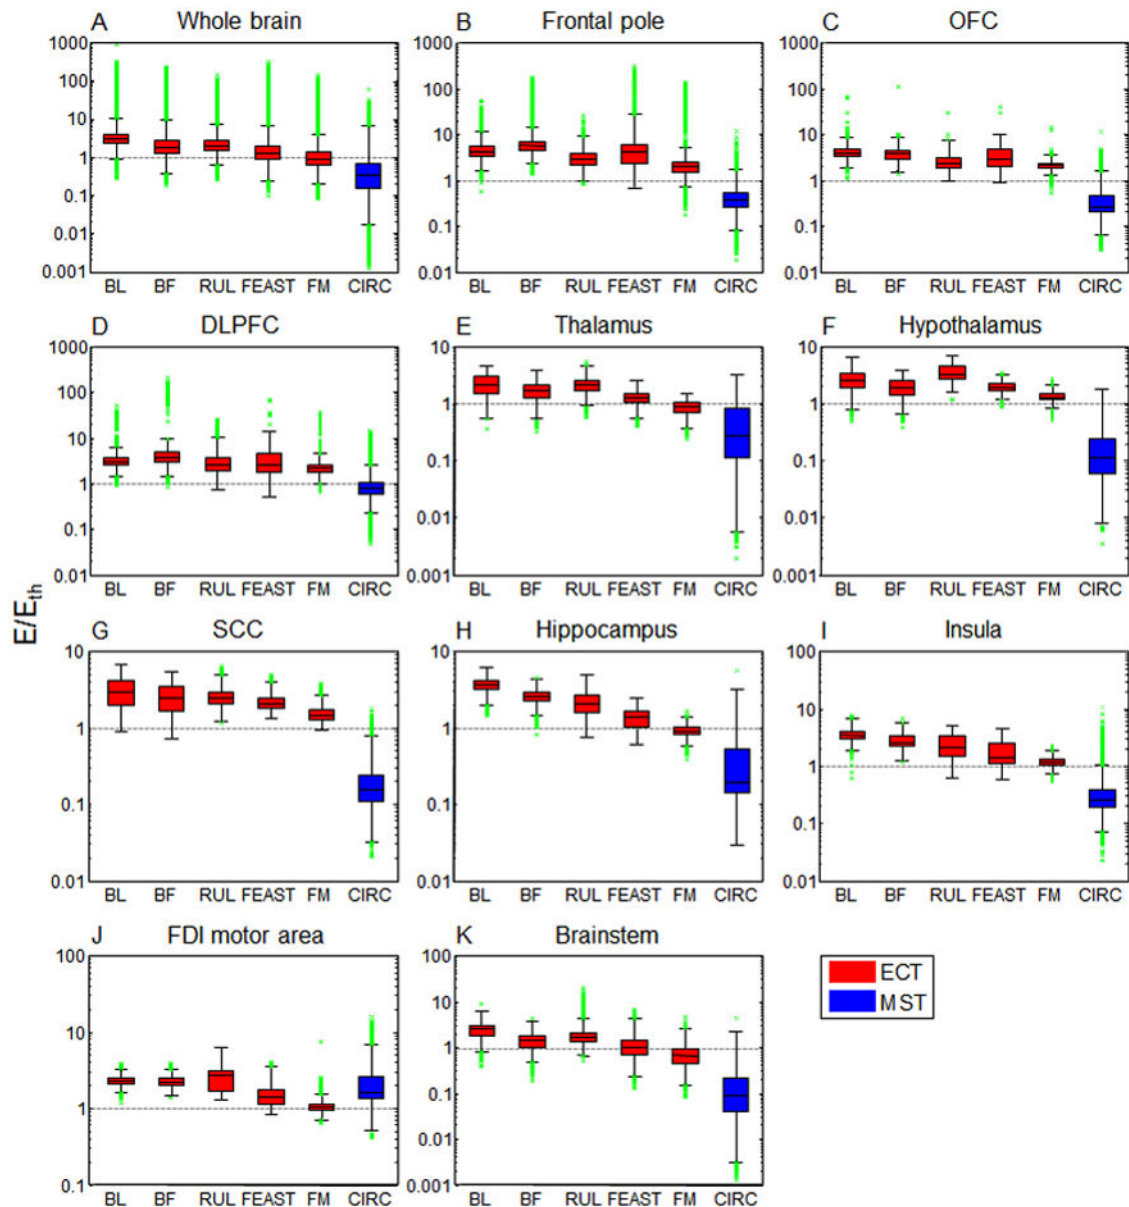 A Whole brain
1000
100
10
1
0.1
0.01
0.001
BL BF RUL FEAST FM CIRC
B Frontal pole
1000
100
10
1
0.1
0.01
BL BF RUL FEAST FM CIRC
C OFC
1000
100
10
1
0.1
0.01
BL BF RUL FEAST FM CIRC
E/Eth
D DLPFC
1000
100
10
1
0.1
0.01
BL BF RUL FEAST FM CIRC
E Thalamus
10
1
0.1
0.01
0.001
BL BF RUL FEAST FM CIRC
F Hypothalamus
10
1
0.1
0.01
0.001
BL BF RUL FEAST FM CIRC
G SCC
10
1
0.1
0.01
BL BF RUL FEAST FM CIRC
H Hippocampus
10
1
0.1
0.01
BL BF RUL FEAST FM CIRC
I Insula
100
10
1
0.1
0.01
BL BF RUL FEAST FM CIRC
J FDI motor area
100
10
1
0.1
BL BF RUL FEAST FM CIRC
K Brainstem
100
10
1
0.1
0.01
0.001
BL BF RUL FEAST FM CIRC
ECT
MST